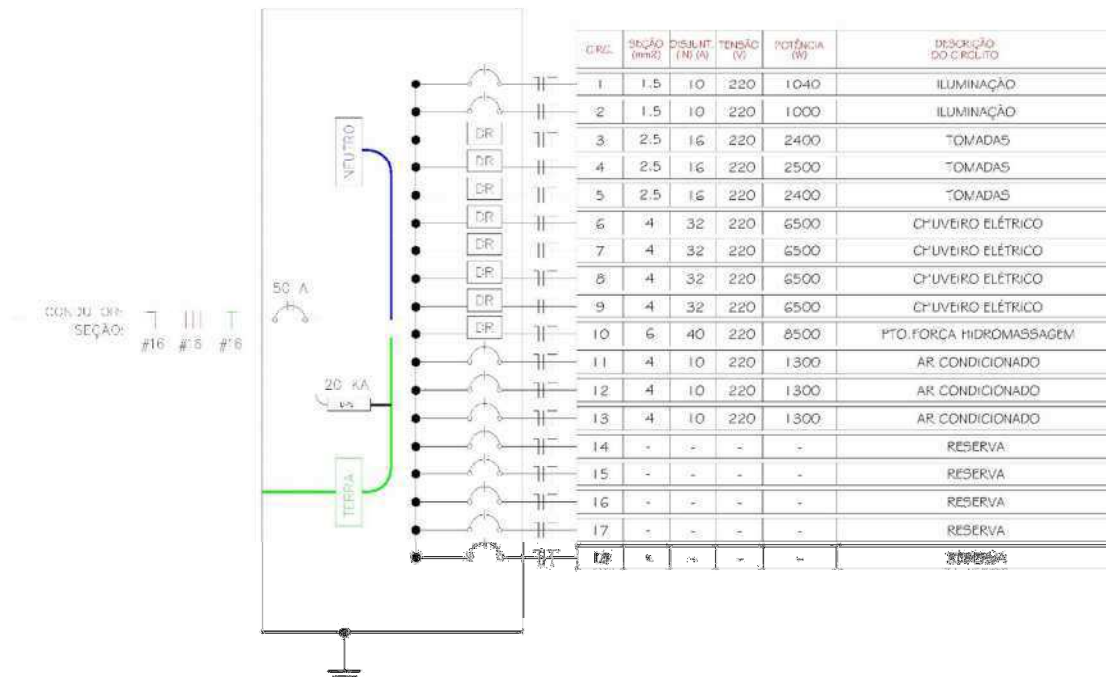 CIRC. SEÇÃO (mm2) DISJUNT. (IN) (A) TENSÃO (V) POTÊNCIA (W) DESCRIÇÃO DO CIRCUITO
1 1.5 10 220 1040 ILUMINAÇÃO
2 1.5 10 220 1000 ILUMINAÇÃO
DR 3 2.5 16 220 2400 TOMADAS
DR 4 2.5 16 220 2500 TOMADAS
DR 5 2.5 16 220 2400 TOMADAS
DR 6 4 32 220 6500 CHUVEIRO ELÉTRICO
DR 7 4 32 220 6500 CHUVEIRO ELÉTRICO
DR 8 4 32 220 6500 CHUVEIRO ELÉTRICO
DR 9 4 32 220 6500 CHUVEIRO ELÉTRICO
DR 10 6 40 220 8500 PTO.FORÇA HIDROMASSAGEM
11 4 10 220 1300 AR CONDICIONADO
12 4 10 220 1300 AR CONDICIONADO
13 4 10 220 1300 AR CONDICIONADO
14 - - - - RESERVA
15 - - - - RESERVA
16 - - - - RESERVA
17 - - - - RESERVA
NEUTRO
50 A
SEÇÃO:
#16 #16 #16
20 KA
TERRA